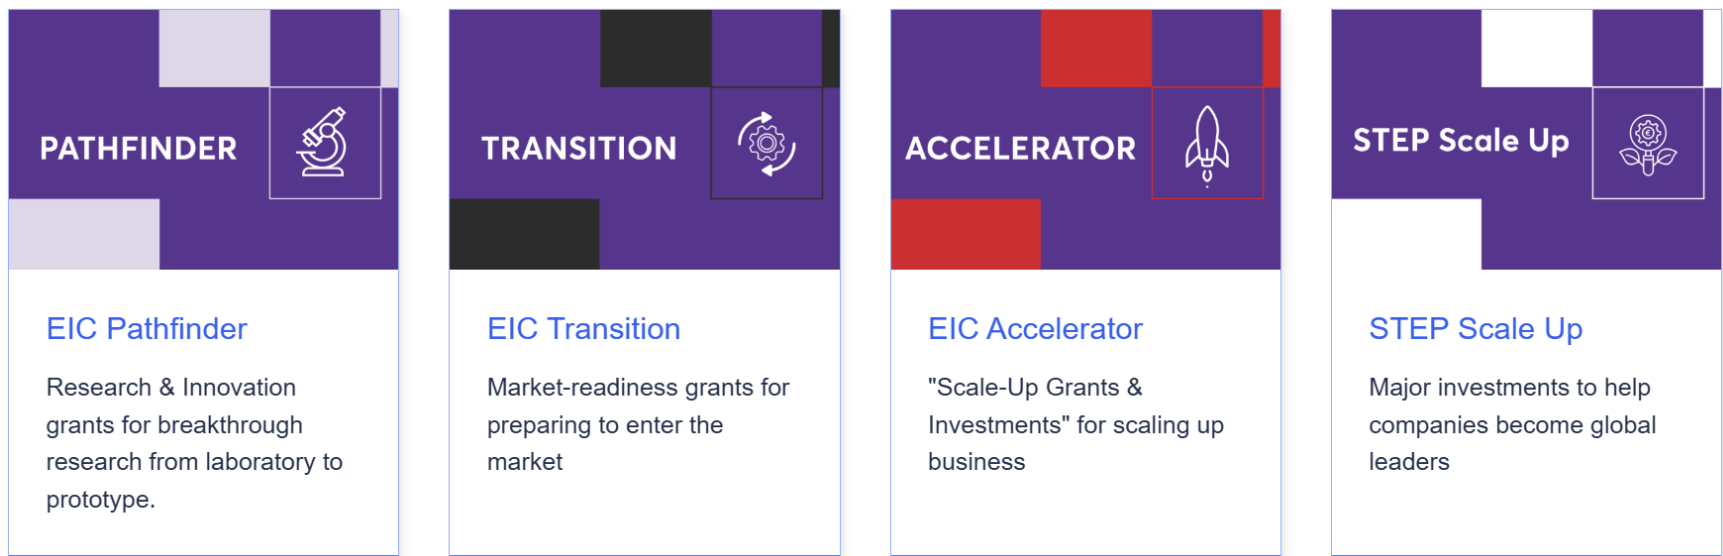 PATHFINDER
EIC Pathfinder
Research & Innovation
grants for breakthrough
research from laboratory to
prototype.
TRANSITION
EIC Transition
Market-readiness grants for
preparing to enter the
market
ACCELERATOR
EIC Accelerator
"Scale-Up Grants &
Investments" for scaling up
business
STEP Scale Up
€
STEP Scale Up
Major investments to help
companies become global
leaders